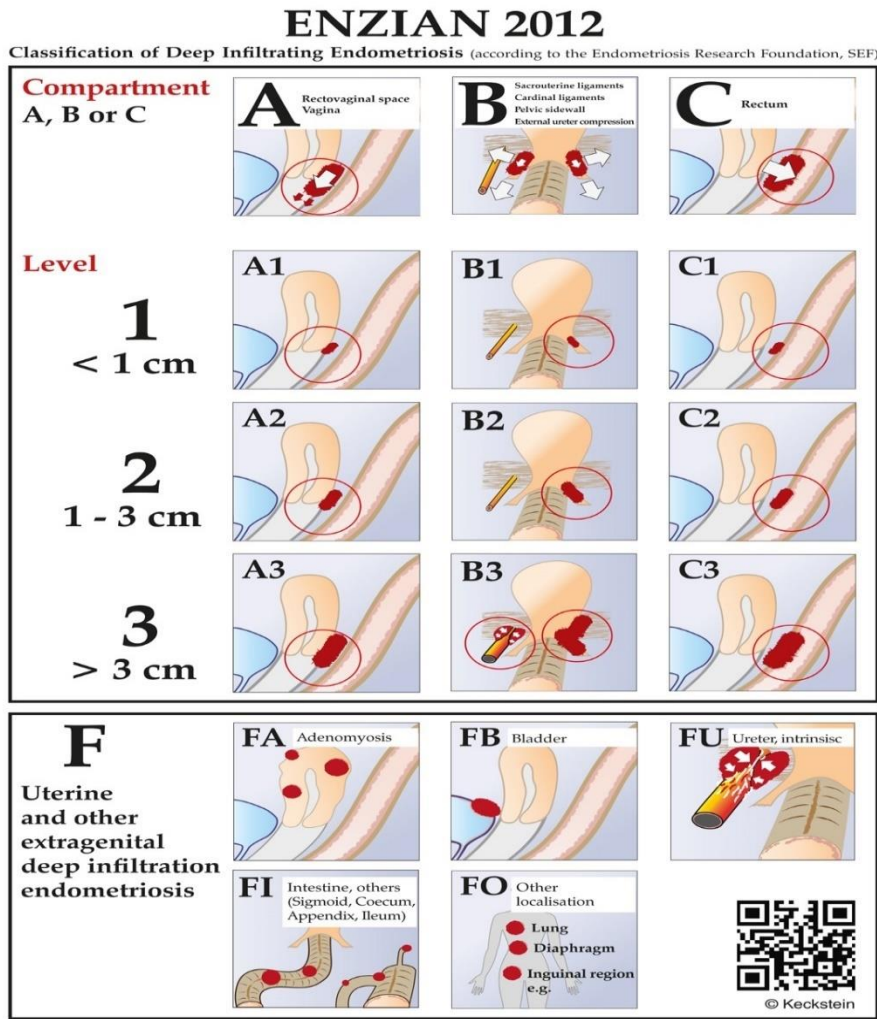 ENZIAN 2012
Classification of Deep Infiltrating Endometriosis (according to the Endometriosis Research Foundation, SEF)
Compartment
A, B or C
A
Rectovaginal space
Vagina
B
Sacrouterine ligaments
Cardinal ligaments
Pelvic sidewall
External ureter compression
C
Rectum
Level
1
< 1 cm
A1
B1
C1
2
1 - 3 cm
A2
B2
C2
3
> 3 cm
A3
B3
C3
F
Uterine
and other
extragenital
deep infiltration
endometriosis
FA Adenomyosis
FB Bladder
FU Ureter, intrinsisc
FI Intestine, others
(Sigmoid, Coecum,
Appendix, Ileum)
FO Other
localisation
Lung
Diaphragm
Inguinal region
e.g.
© Keckstein